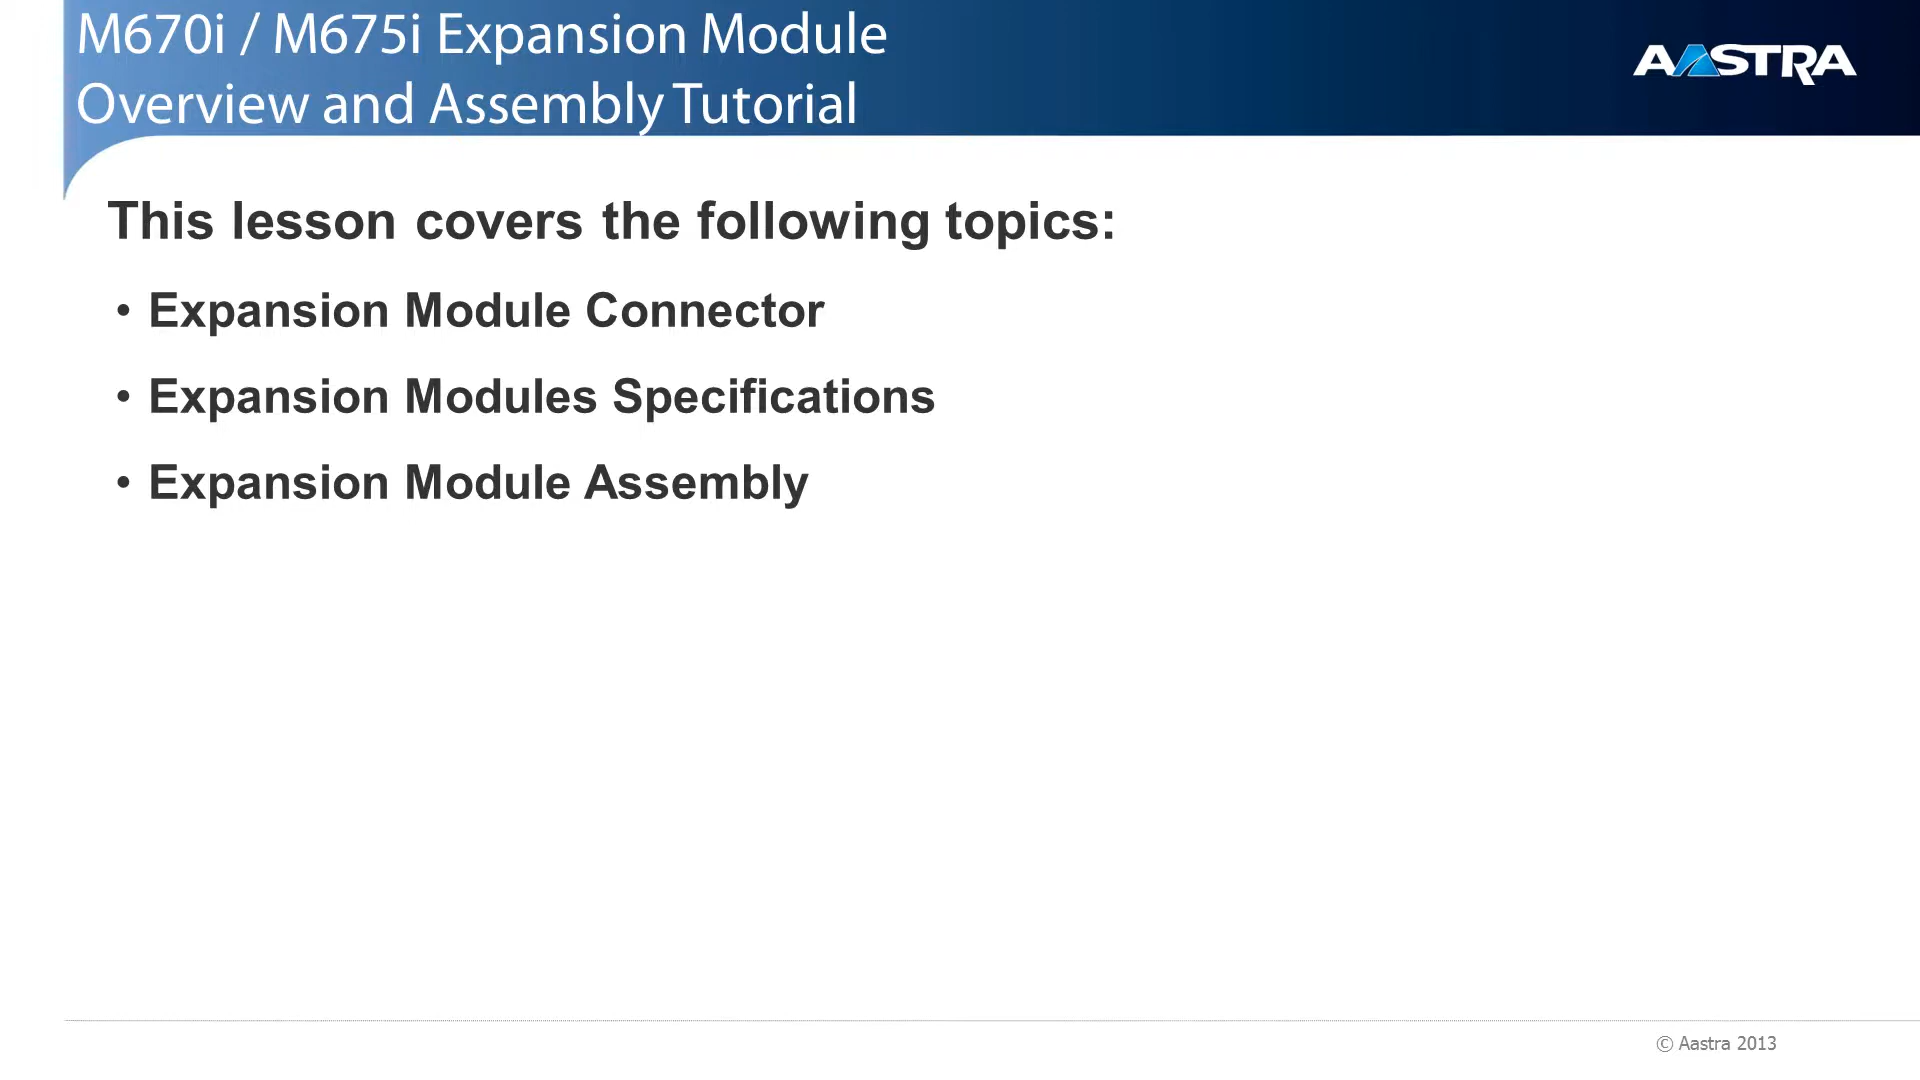 M670i / M675i Expansion Module
Overview and Assembly Tutorial
AASTRA
This lesson covers the following topics:
• Expansion Module Connector
• Expansion Modules Specifications
• Expansion Module Assembly
© Aastra 2013